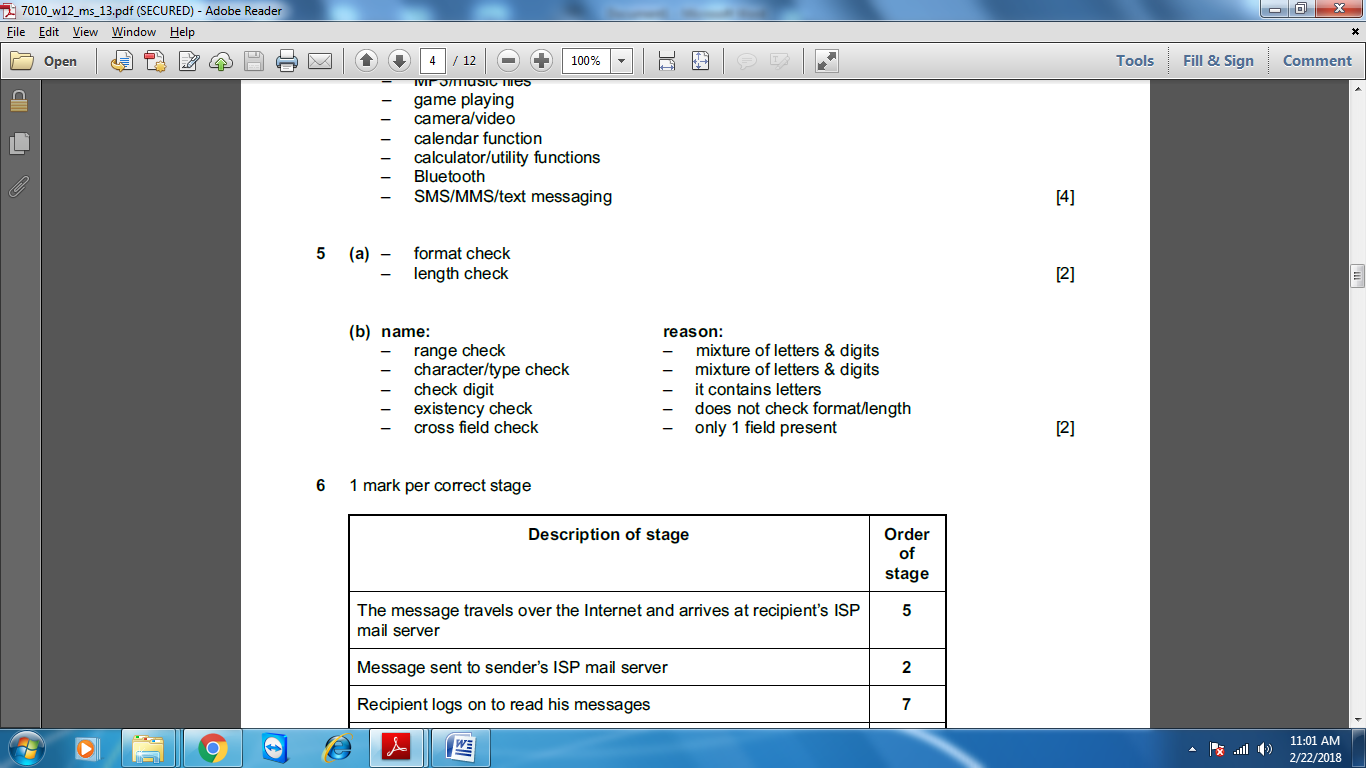 7010_w12_ms_13.pdf (SECURED) - Adobe Reader
File Edit View Window Help
Open 4 / 12 100% Tools Fill & Sign Comment
– MP3/music files
– game playing
– camera/video
– calendar function
– calculator/utility functions
– Bluetooth
– SMS/MMS/text messaging [4]
5 (a) – format check
– length check [2]
(b) name: reason:
– range check – mixture of letters & digits
– character/type check – mixture of letters & digits
– check digit – it contains letters
– existency check – does not check format/length
– cross field check – only 1 field present [2]
6 1 mark per correct stage
Description of stage Order
of
stage
The message travels over the Internet and arrives at recipient’s ISP 5
mail server
Message sent to sender’s ISP mail server 2
Recipient logs on to read his messages 7
11:01 AM
2/22/2018